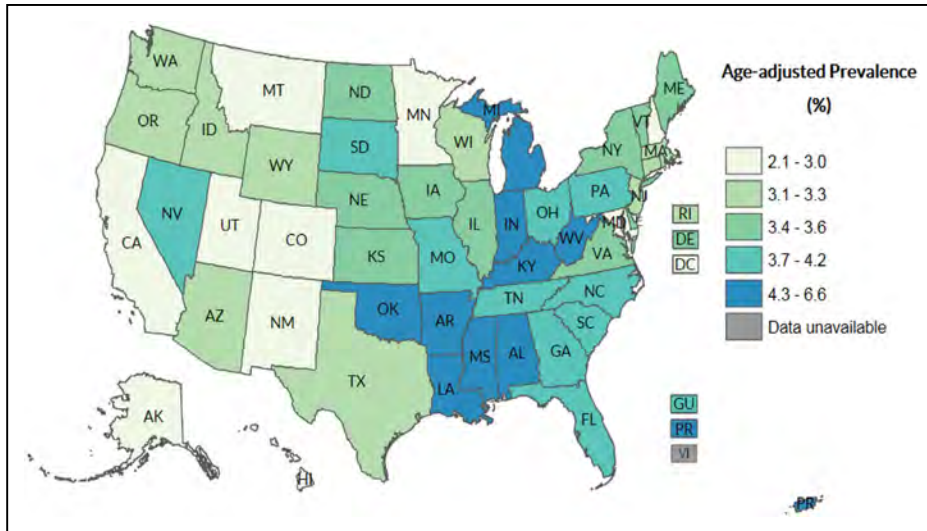 WA
MT
ND
MN
ME
OR
ID
WY
SD
WI
MI
VT
NY
MA
NV
UT
CO
NE
IA
IL
IN
OH
PA
NJ
CA
KS
MO
KY
WV
VA
MD
AZ
NM
OK
AR
TN
NC
SC
TX
LA
MS
AL
GA
FL
AK
HI
RI
DE
DC
GU
PR
VI
PR
Age-adjusted Prevalence
(%)
2.1 - 3.0
3.1 - 3.3
3.4 - 3.6
3.7 - 4.2
4.3 - 6.6
Data unavailable